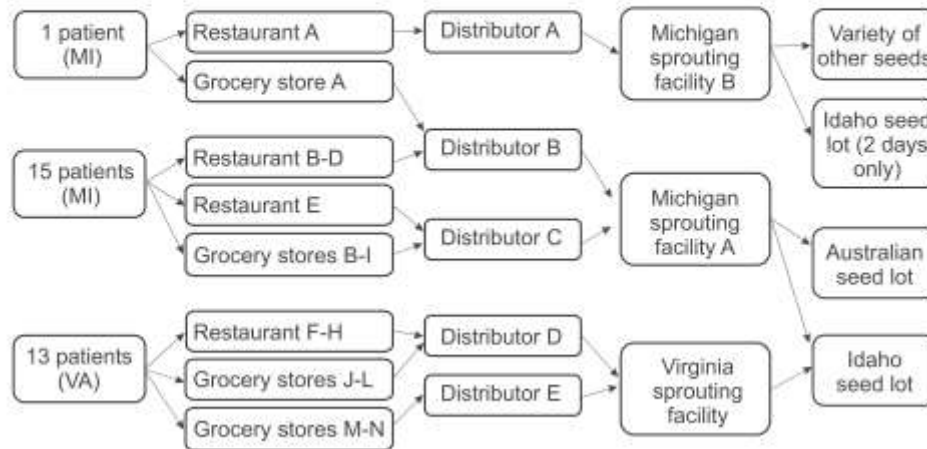 1 patient
(MI)
Restaurant A
Grocery store A
Distributor A
Michigan
sprouting
facility B
Variety of
other seeds
Idaho seed
lot (2 days
only)
15 patients
(MI)
Restaurant B-D
Restaurant E
Grocery stores B-I
Distributor B
Distributor C
Michigan
sprouting
facility A
Australian
seed lot
13 patients
(VA)
Restaurant F-H
Grocery stores J-L
Grocery stores M-N
Distributor D
Distributor E
Virginia
sprouting
facility
Idaho
seed lot